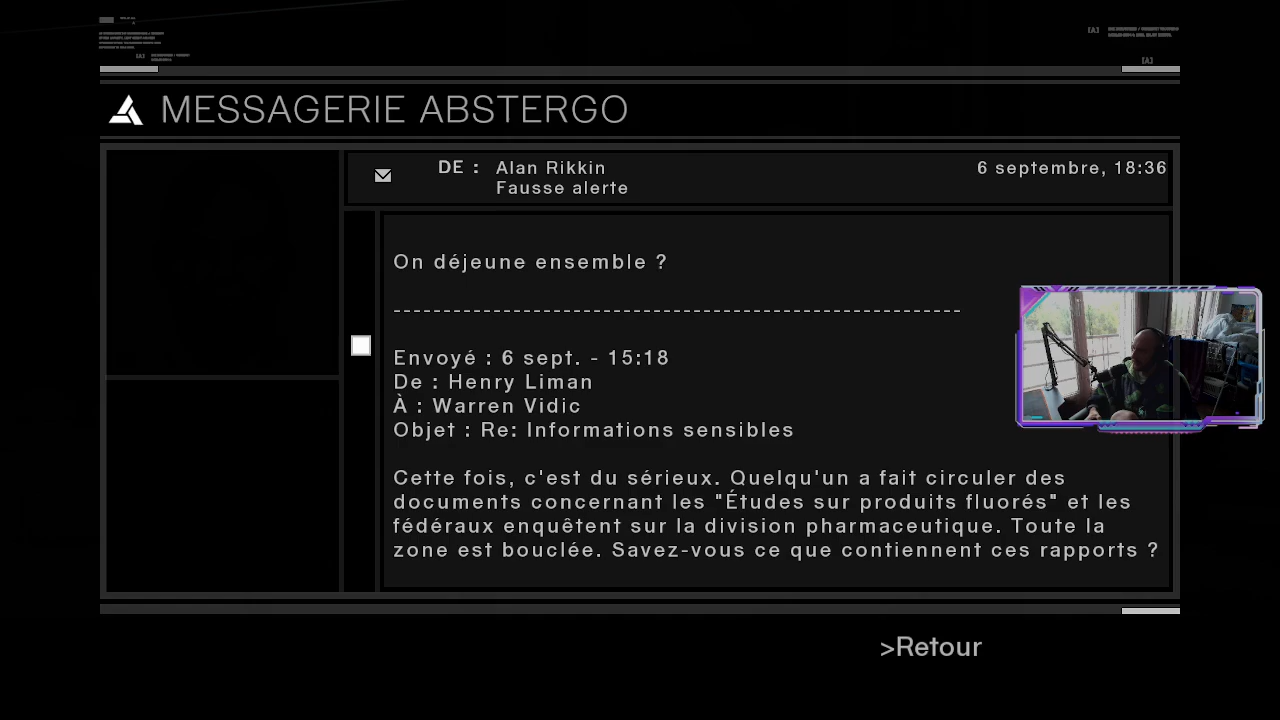 MESSAGERIE ABSTERGO
DE : Alan Rikkin 6 septembre, 18:36
Fausse alerte
On déjeune ensemble ?
---------------------------------------------------------
Envoyé : 6 sept. - 15:18
De : Henry Liman
À : Warren Vidic
Objet : Re: Informations sensibles
Cette fois, c'est du sérieux. Quelqu'un a fait circuler des
documents concernant les "Études sur produits fluorés" et les
fédéraux enquêtent sur la division pharmaceutique. Toute la
zone est bouclée. Savez-vous ce que contiennent ces rapports ?
>Retour